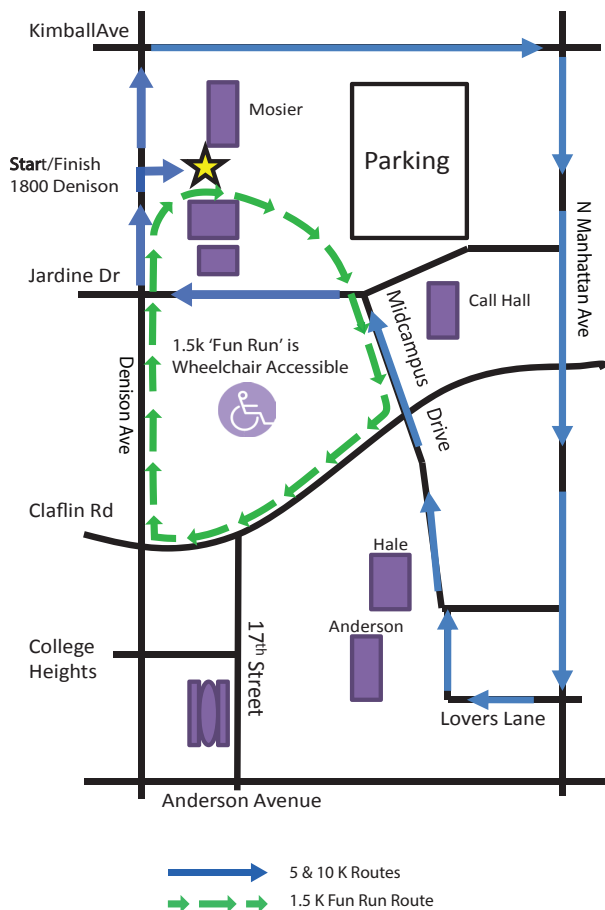 KimballAve
Mosier
Start/Finish
1800 Denison
Parking
N Manhattan Ave
Jardine Dr
Call Hall
Midcampus
Drive
1.5k 'Fun Run' is
Wheelchair Accessible
Denison Ave
Claflin Rd
Hale
Anderson
College
Heights
17th Street
Lovers Lane
Anderson Avenue
5 & 10 K Routes
1.5 K Fun Run Route